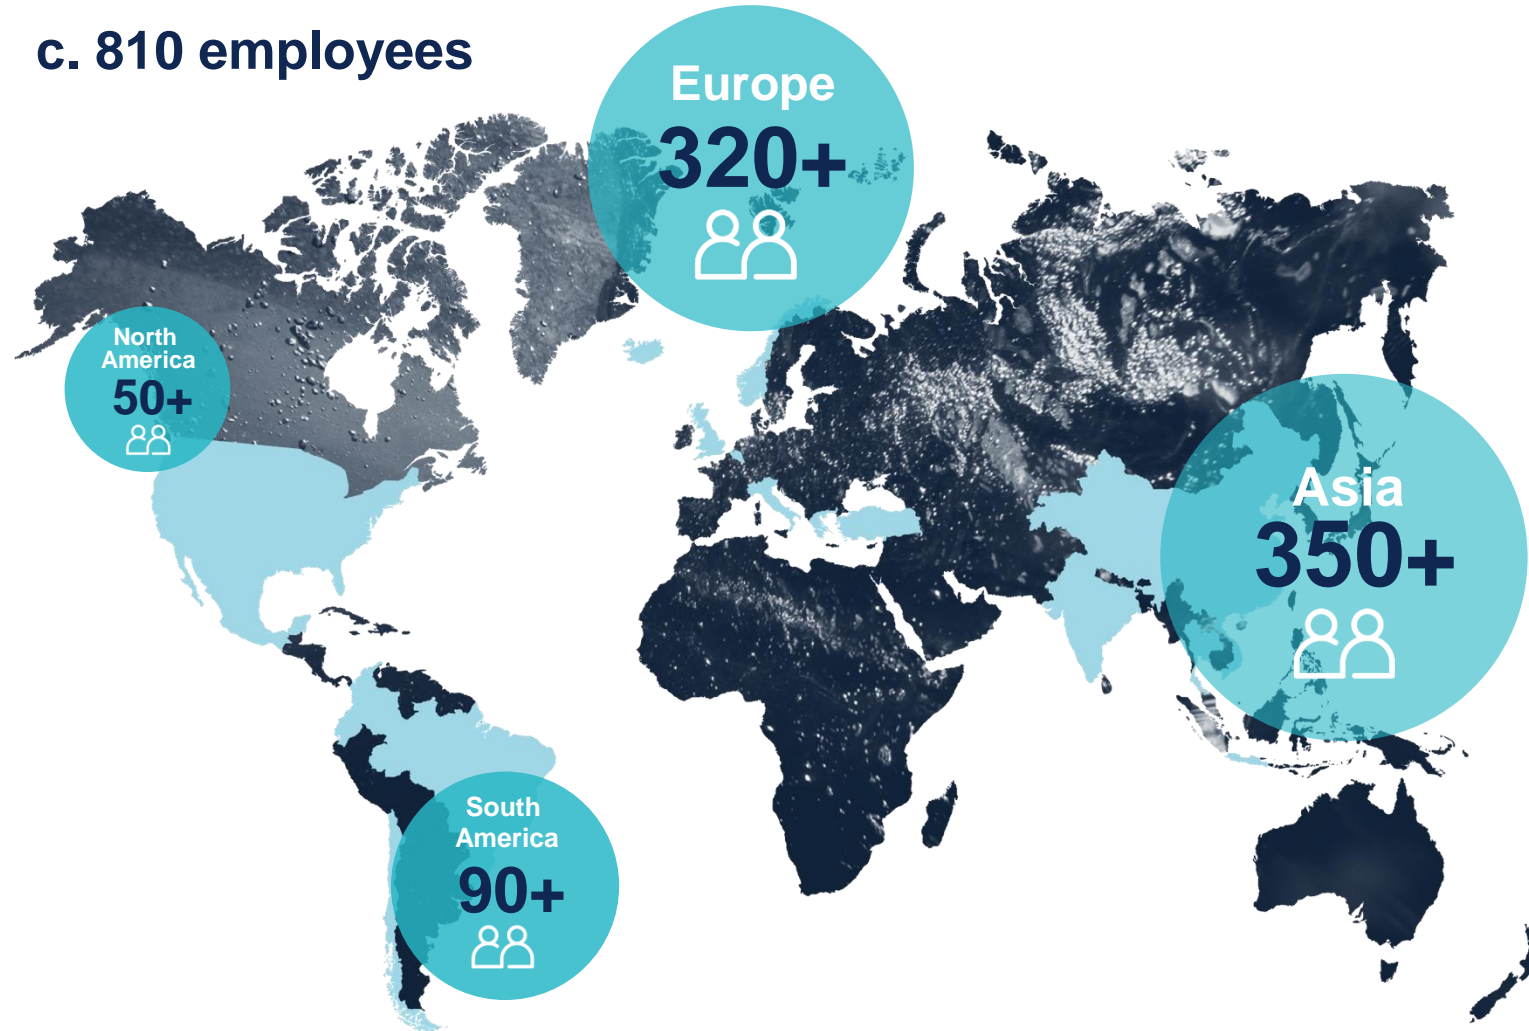 c. 810 employees
Europe
320+
North
America
50+
Asia
350+
South
America
90+